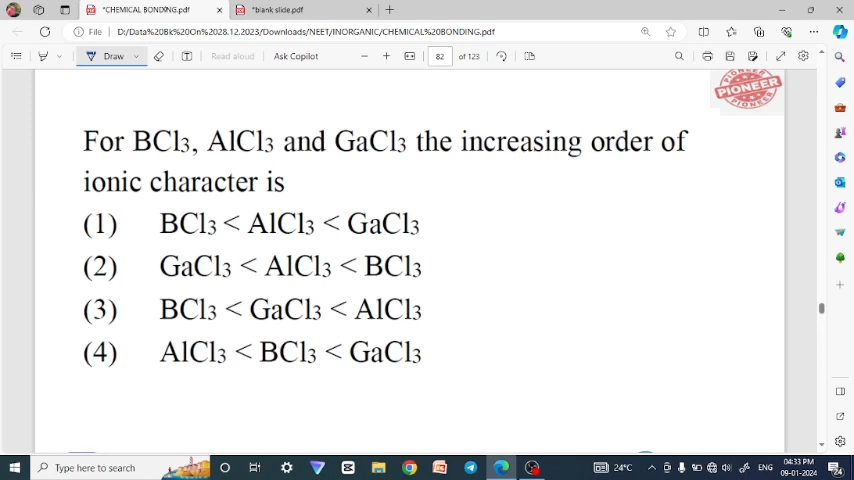 *CHEMICAL BONDING.pdf
*blank slide.pdf
File
D:/Data%20Bk%20On%2028.12.2023/Downloads/NEET/INORGANIC/CHEMICAL%20BONDING.pdf
Draw
Read aloud
Ask Copilot
82 of 123
PIONEER
For BCl3, AlCl3 and GaCl3 the increasing order of
ionic character is
(1) BCl3 < AlCl3 < GaCl3
(2) GaCl3 < AlCl3 < BCl3
(3) BCl3 < GaCl3 < AlCl3
(4) AlCl3 < BCl3 < GaCl3
Type here to search
24°C
ENG
04:33 PM
09-01-2024
24